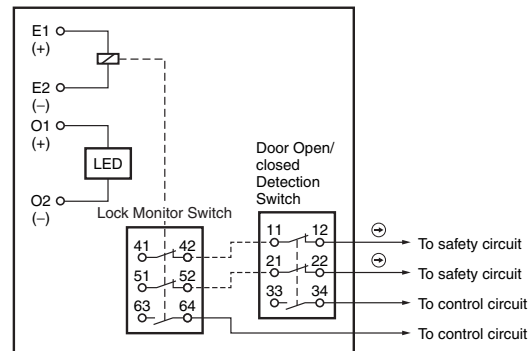 E1
(+)
E2
(−)
O1
(+)
LED
O2
(−)
Door Open/
closed
Detection
Switch
Lock Monitor Switch
11 12
21 22
33 34
41 42
51 52
63 64
To safety circuit
To safety circuit
To control circuit
To control circuit